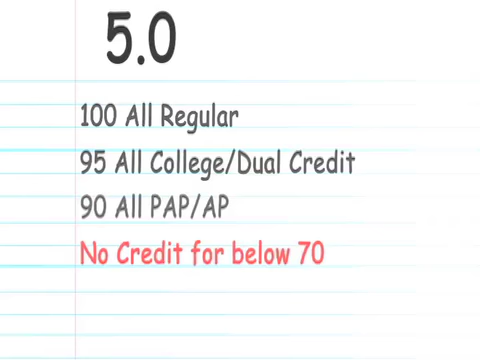 5.0
100 All Regular
95 All College/Dual Credit
90 All PAP/AP
No Credit for below 70